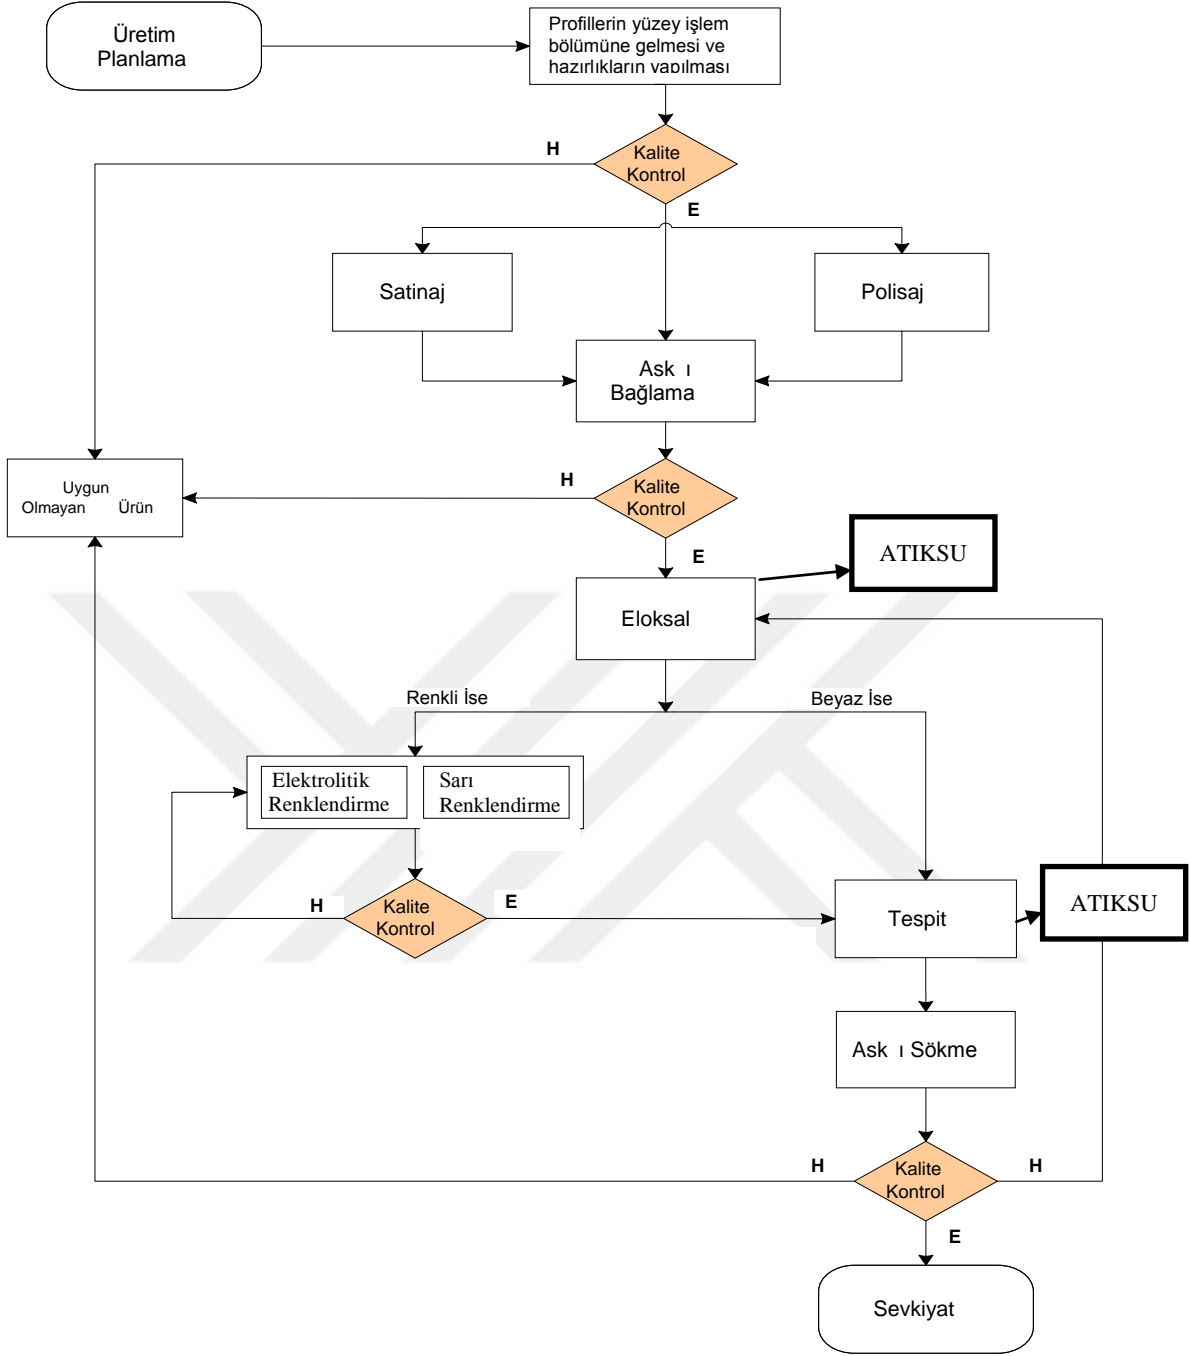 Üretim
Planlama
Profillerin yüzey işlem
bölümüne gelmesi ve
hazırlıkların yapılması
H
Kalite
Kontrol
E
Satinaj
Polisaj
Ask ı
Bağlama
Uygun
Olmayan Ürün
H
Kalite
Kontrol
E
ATIKSU
Eloksal
Renkli İse
Beyaz İse
Elektrolitik
Renklendirme
Sarı
Renklendirme
H
Kalite
Kontrol
E
Tespit
ATIKSU
Ask ı Sökme
H
Kalite
Kontrol
H
E
Sevkiyat